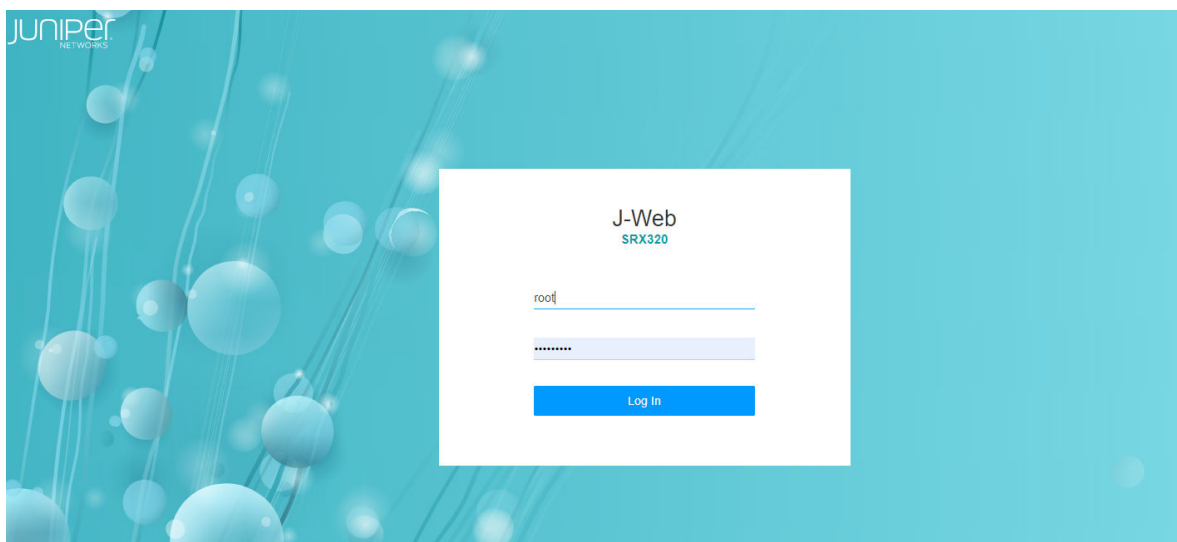 JUNIPER
NETWORKS
J-Web
SRX320
root
•••••••••
Log In